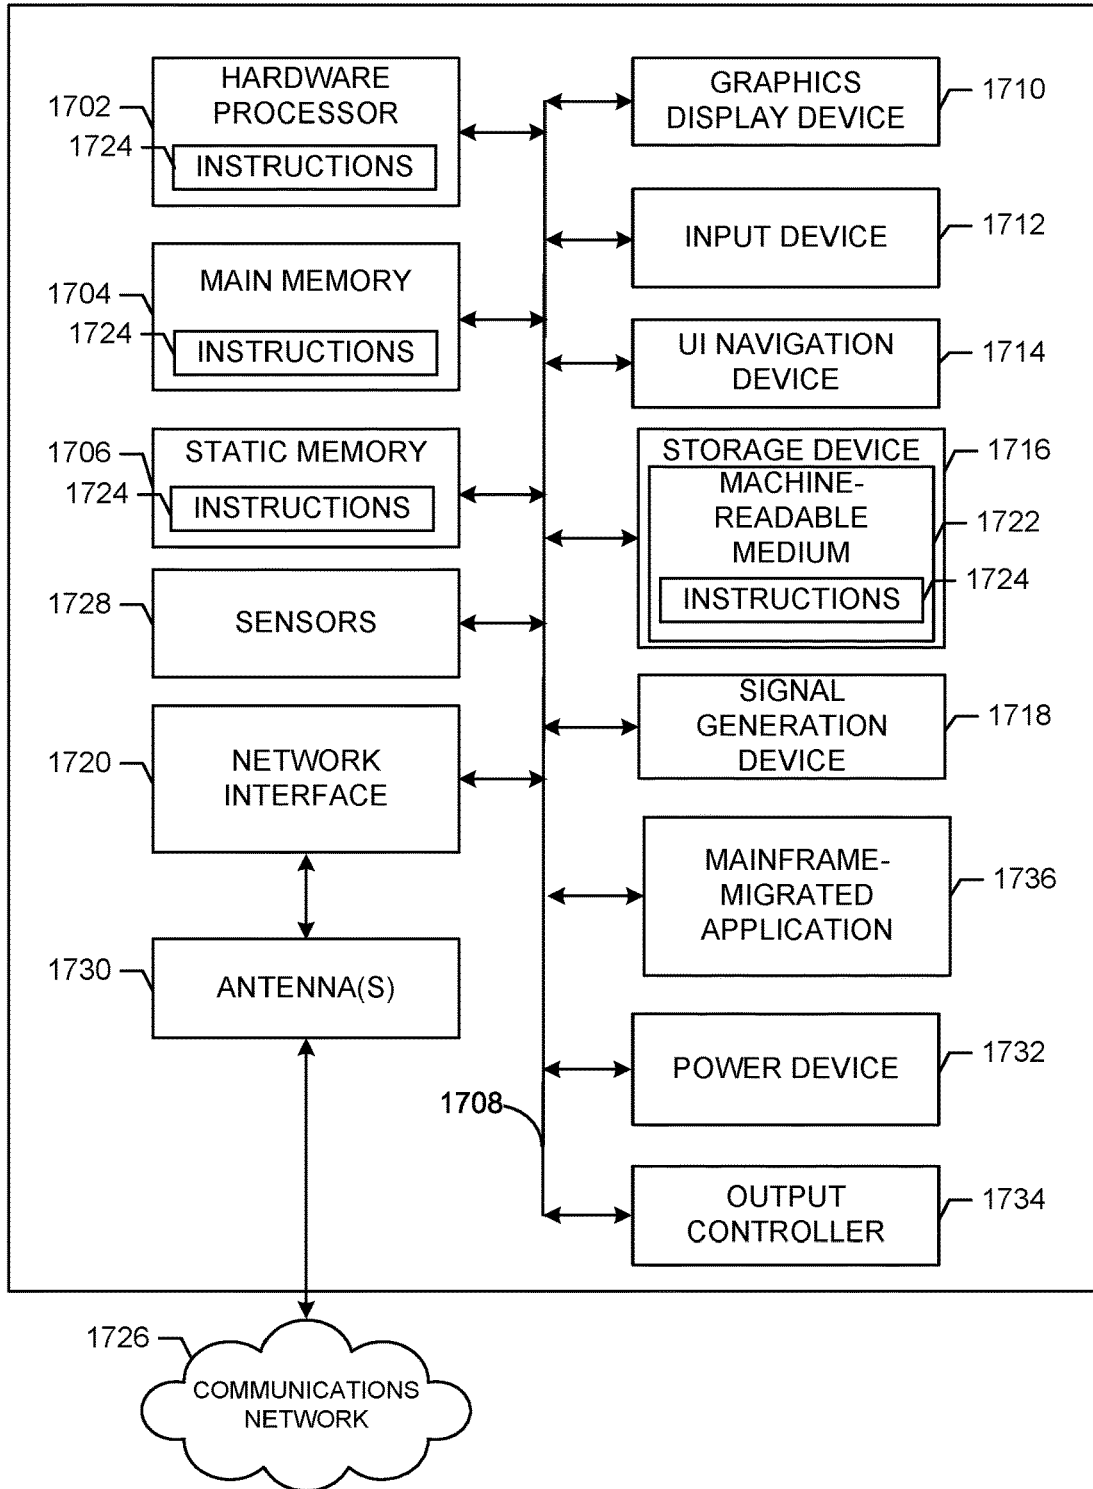 HARDWARE
PROCESSOR
1702
1724
INSTRUCTIONS
MAIN MEMORY
1704
1724
INSTRUCTIONS
STATIC MEMORY
1706
1724
INSTRUCTIONS
1728
SENSORS
1720
NETWORK
INTERFACE
1730
ANTENNA(S)
1708
GRAPHICS
DISPLAY DEVICE
1710
INPUT DEVICE
1712
UI NAVIGATION
DEVICE
1714
STORAGE DEVICE
1716
MACHINE-
READABLE
MEDIUM
1722
1724
INSTRUCTIONS
SIGNAL
GENERATION
DEVICE
1718
MAINFRAME-
MIGRATED
APPLICATION
1736
POWER DEVICE
1732
OUTPUT
CONTROLLER
1734
1726
COMMUNICATIONS
NETWORK